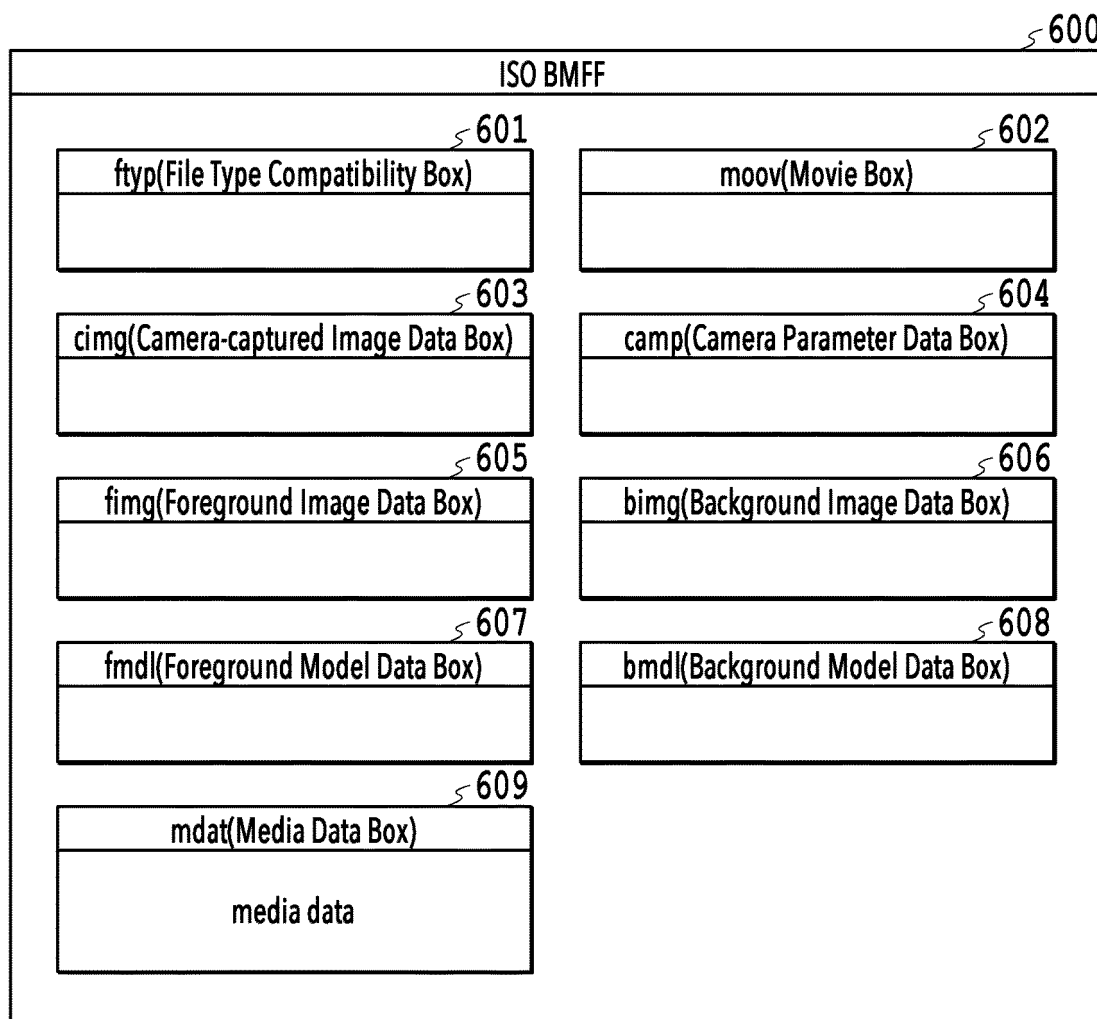 600
ISO BMFF
601
ftyp(File Type Compatibility Box)
602
moov(Movie Box)
603
cimg(Camera-captured Image Data Box)
604
camp(Camera Parameter Data Box)
605
fimg(Foreground Image Data Box)
606
bimg(Background Image Data Box)
607
fmdl(Foreground Model Data Box)
608
bmdl(Background Model Data Box)
609
mdat(Media Data Box)
media data